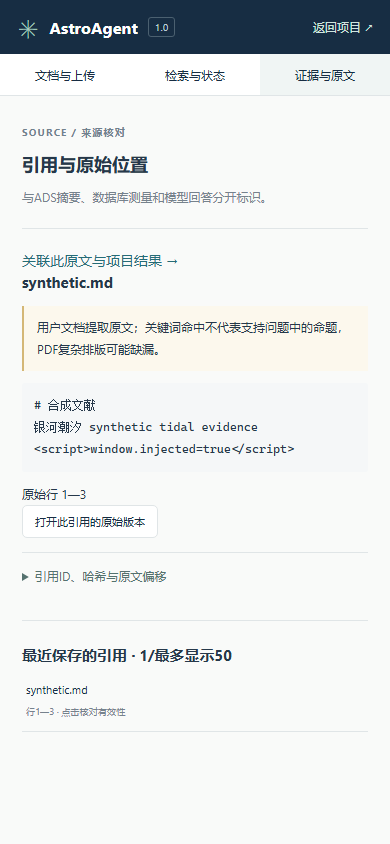 AstroAgent 1.0 返回项目 ↗
文档与上传 检索与状态 证据与原文
SOURCE / 来源核对
引用与原始位置
与ADS摘要、数据库测量和模型回答分开标识。
关联此原文与项目结果 →
synthetic.md
用户文档提取原文；关键词命中不代表支持问题中的命题，
PDF复杂排版可能缺漏。
# 合成文献
银河潮汐 synthetic tidal evidence
<script>window.injected=true</script>
原始行 1—3
打开此引用的原始版本
▶ 引用ID、哈希与原文偏移
最近保存的引用 · 1/最多显示50
synthetic.md
行1—3 · 点击核对有效性